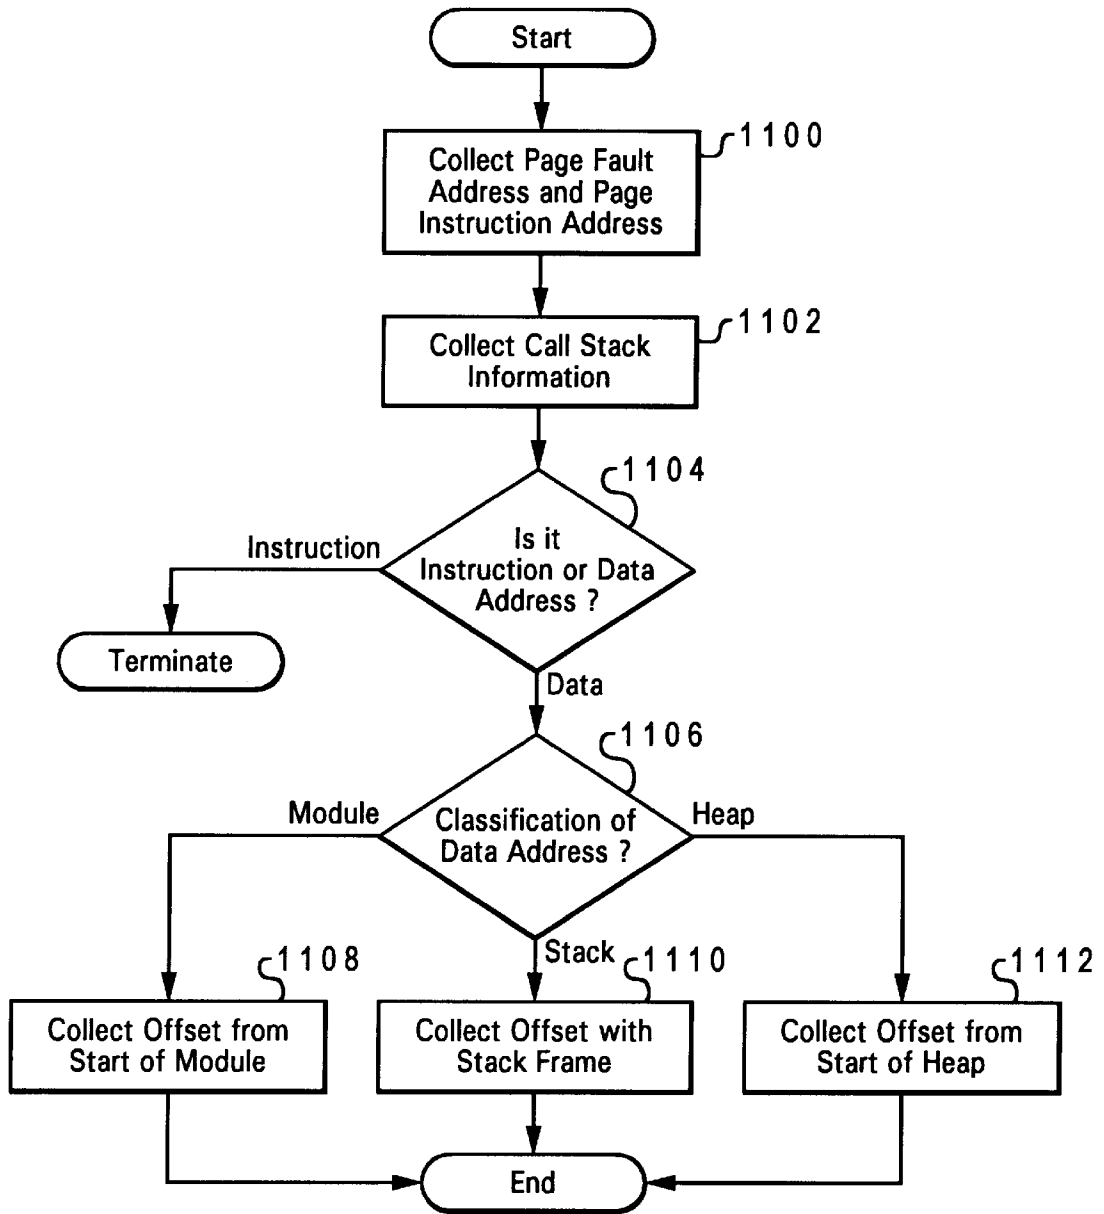 Start
1100
Collect Page Fault
Address and Page
Instruction Address
1102
Collect Call Stack
Information
1104
Is it
Instruction or Data
Address ?
Instruction
Terminate
Data
1106
Classification of
Data Address ?
Module
Heap
Stack
1108
Collect Offset from
Start of Module
1110
Collect Offset with
Stack Frame
1112
Collect Offset from
Start of Heap
End